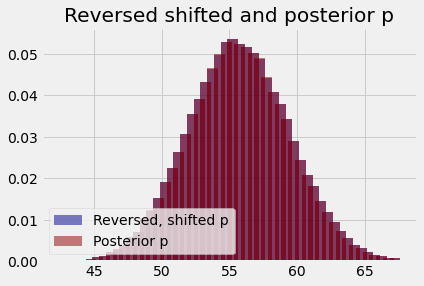 Reversed shifted and posterior p
0.05
0.04
0.03
0.02
0.01
0.00
Reversed, shifted p
Posterior p
45 50 55 60 65